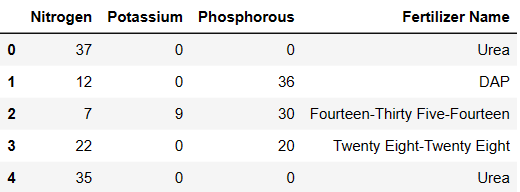 Nitrogen Potassium Phosphorous Fertilizer Name
0 37 0 0 Urea
1 12 0 36 DAP
2 7 9 30 Fourteen-Thirty Five-Fourteen
3 22 0 20 Twenty Eight-Twenty Eight
4 35 0 0 Urea